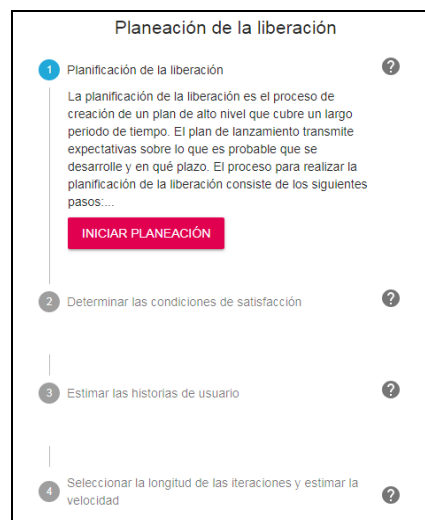 Planeación de la liberación
1 Planificación de la liberación ?
La planificación de la liberación es el proceso de
creación de un plan de alto nivel que cubre un largo
periodo de tiempo. El plan de lanzamiento transmite
expectativas sobre lo que es probable que se
desarrolle y en qué plazo. El proceso para realizar la
planificación de la liberación consiste de los siguientes
pasos:...
INICIAR PLANEACIÓN
2 Determinar las condiciones de satisfacción ?
3 Estimar las historias de usuario ?
4 Seleccionar la longitud de las iteraciones y estimar la
velocidad ?